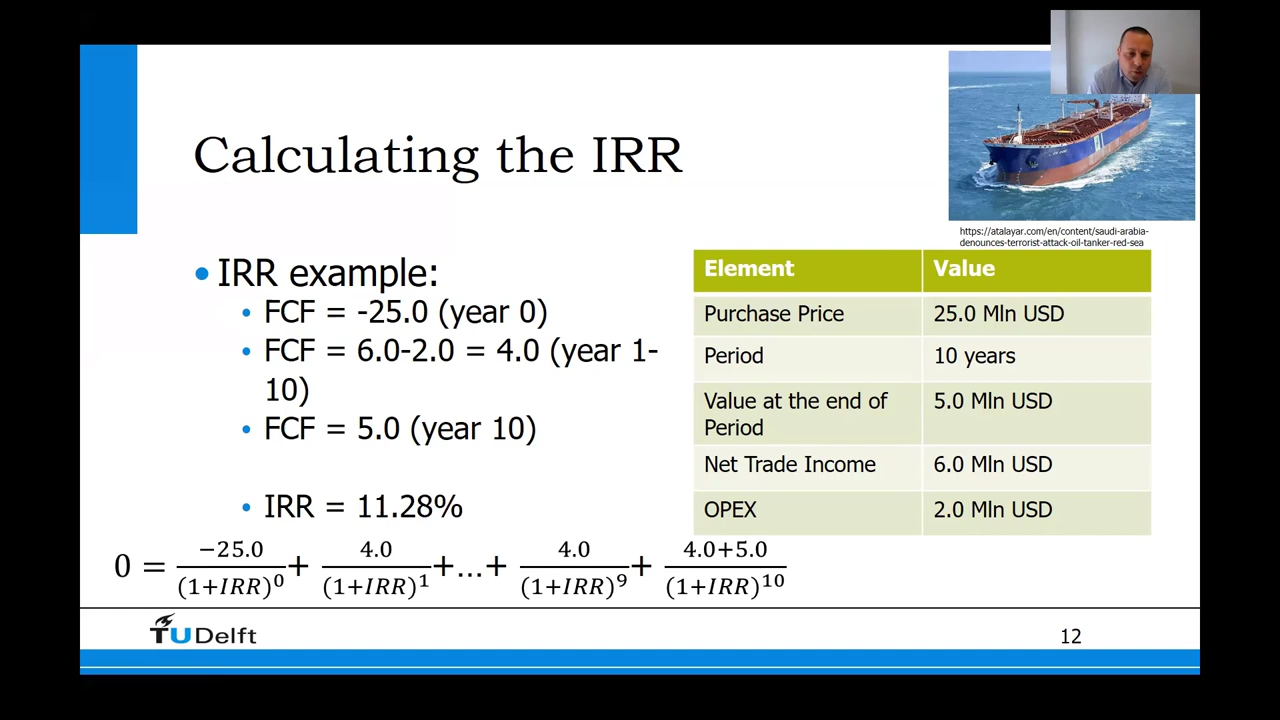 Calculating the IRR
https://atalayar.com/en/content/saudi-arabia-
denounces-terrorist-attack-oil-tanker-red-sea
• IRR example:
• FCF = -25.0 (year 0)
• FCF = 6.0-2.0 = 4.0 (year 1-
10)
• FCF = 5.0 (year 10)
• IRR = 11.28%
Element Value
Purchase Price 25.0 Mln USD
Period 10 years
Value at the end of 5.0 Mln USD
Period
Net Trade Income 6.0 Mln USD
OPEX 2.0 Mln USD
0 = −25.0/(1+IRR)^0 + 4.0/(1+IRR)^1 +...+ 4.0/(1+IRR)^9 + 4.0+5.0/(1+IRR)^10
TU Delft
12